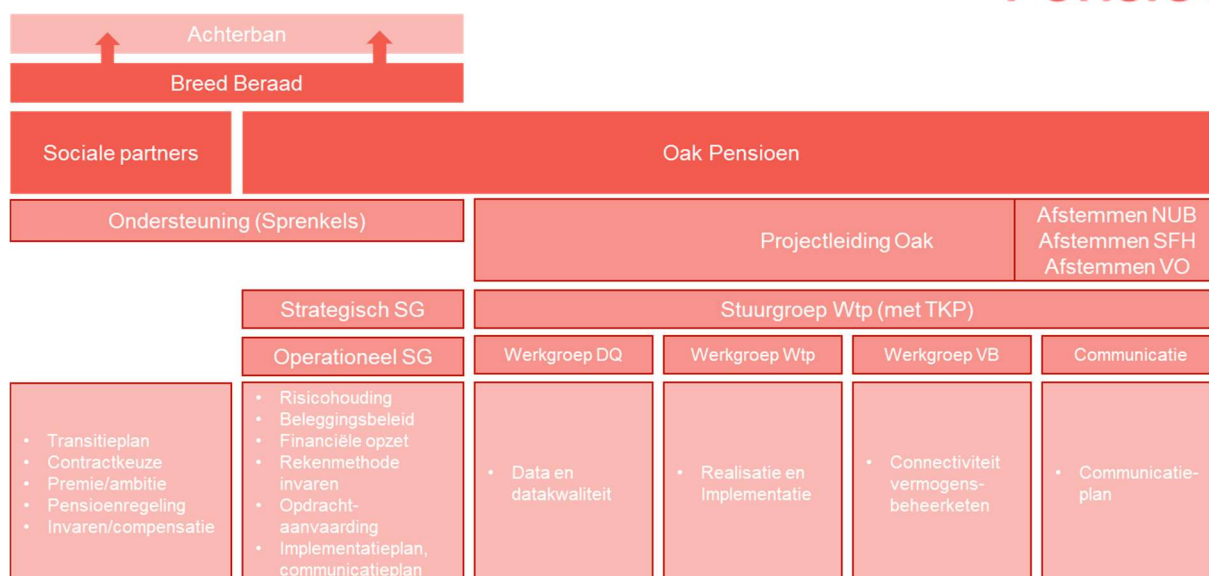 Achterban
Breed Beraad
Sociale partners
Oak Pensioen
Ondersteuning (Sprenkels)
Projectleiding Oak
Afstemmen NUB
Afstemmen SFH
Afstemmen VO
Strategisch SG
Stuurgroep Wtp (met TKP)
Operationeel SG
Werkgroep DQ
Werkgroep Wtp
Werkgroep VB
Communicatie
• Transitieplan
• Contractkeuze
• Premie/ambitie
• Pensioenregeling
• Invaren/compensatie
• Risicohouding
• Beleggingsbeleid
• Financiële opzet
• Rekenmethode
invaren
• Opdracht-
aanvaarding
• Implementatieplan,
communicatieplan
• Data en
datakwaliteit
• Realisatie en
Implementatie
• Connectiviteit
vermogens-
beheerketen
• Communicatie-
plan